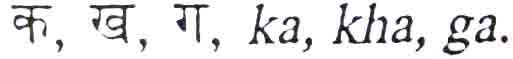 क, ख, ग, ka, kha, ga.